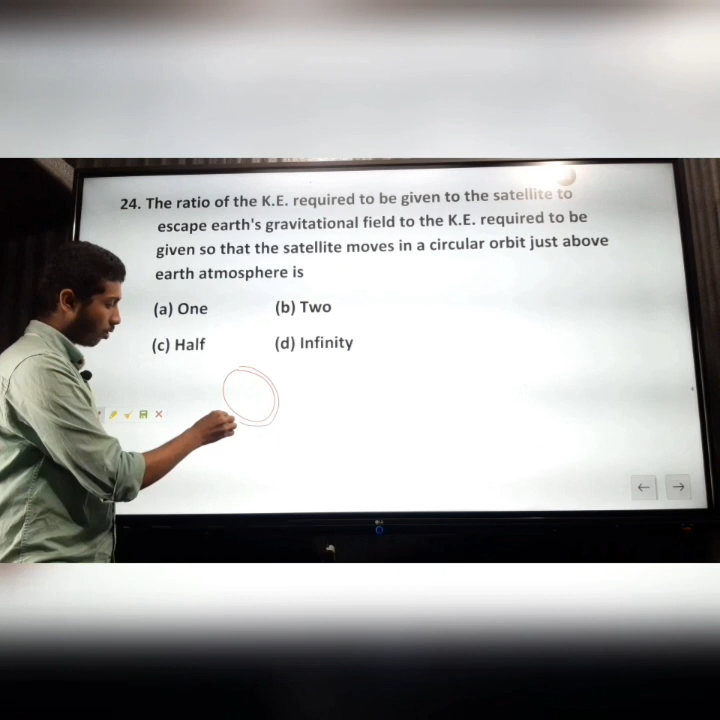 24. The ratio of the K.E. required to be given to the satellite to
escape earth's gravitational field to the K.E. required to be
given so that the satellite moves in a circular orbit just above
earth atmosphere is
(a) One (b) Two
(c) Half (d) Infinity